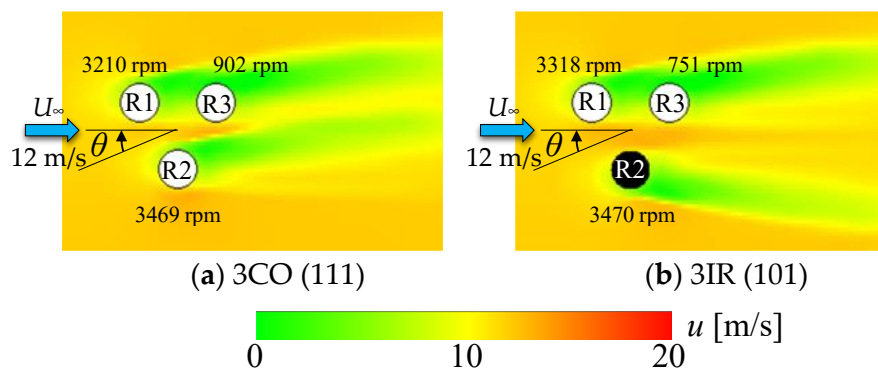 3210 rpm 902 rpm 3318 rpm 751 rpm
R1 R3 R1 R3
U∞ U∞
12 m/s θ 12 m/s θ
R2 R2
3469 rpm 3470 rpm
(a) 3CO (111) (b) 3IR (101)
u [m/s]
0 10 20